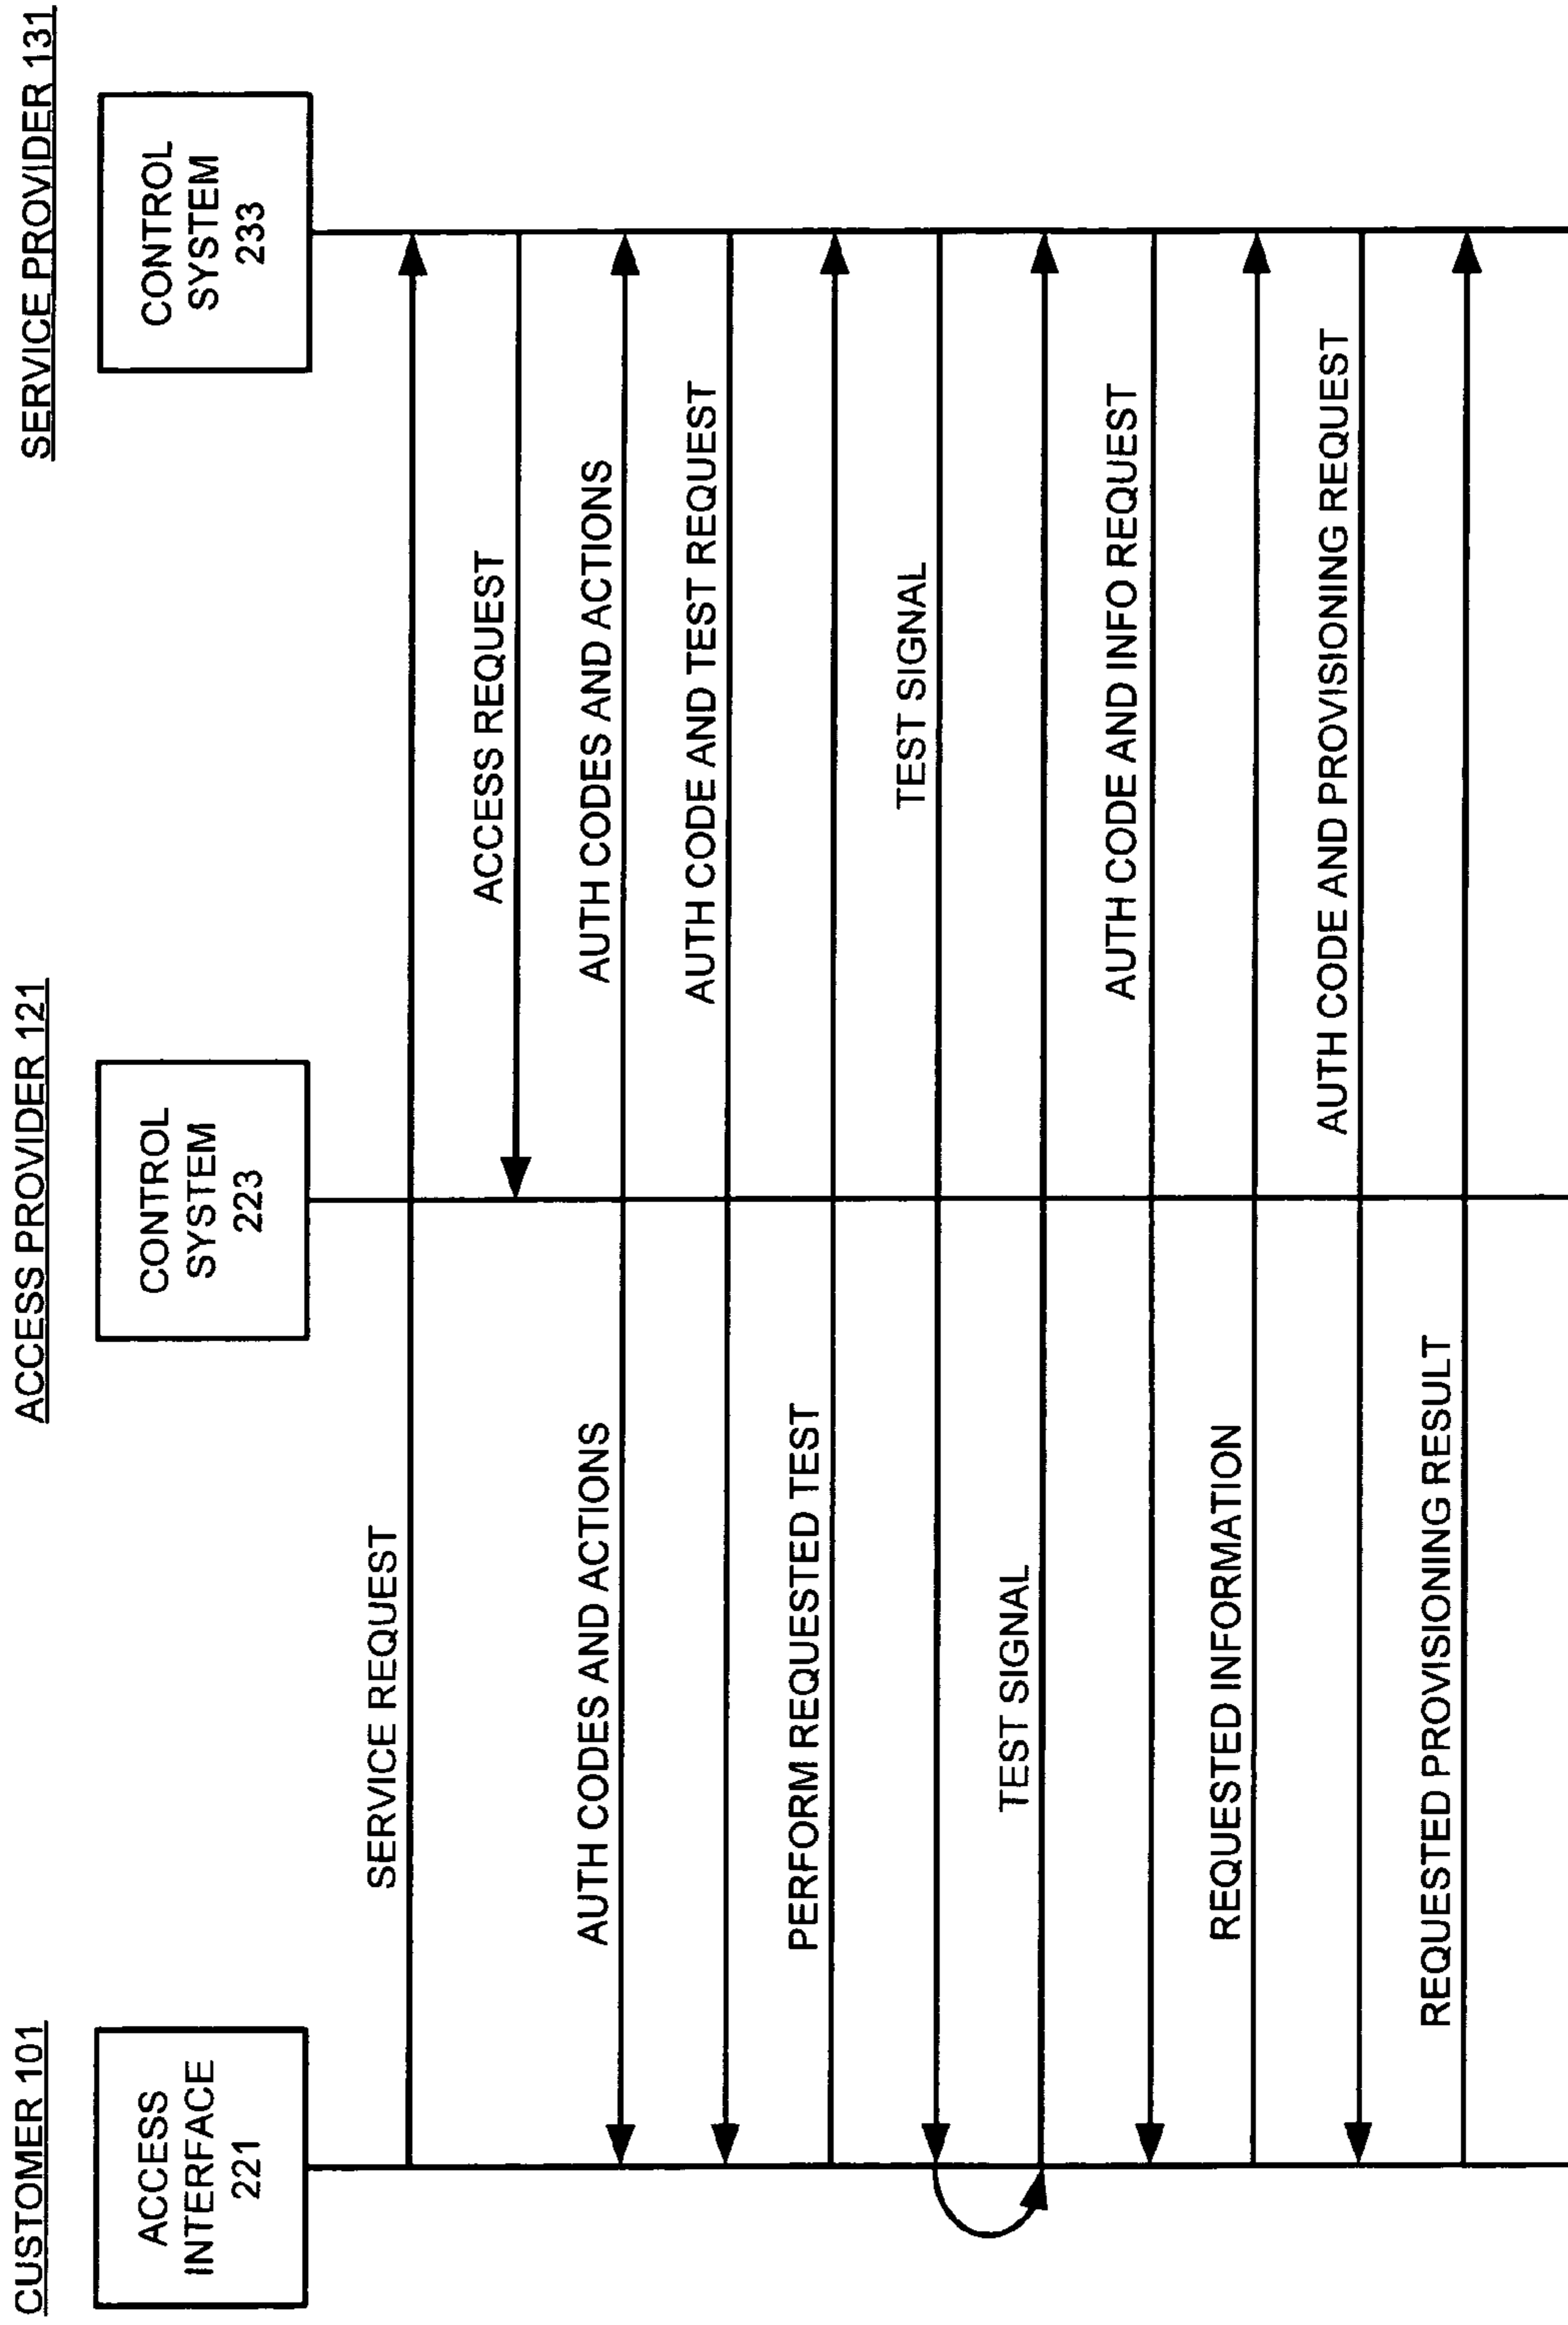 CUSTOMER 101
ACCESS PROVIDER 121
SERVICE PROVIDER 131
ACCESS
INTERFACE
221
CONTROL
SYSTEM
223
CONTROL
SYSTEM
233
SERVICE REQUEST
ACCESS REQUEST
AUTH CODES AND ACTIONS
AUTH CODES AND ACTIONS
AUTH CODE AND TEST REQUEST
PERFORM REQUESTED TEST
TEST SIGNAL
TEST SIGNAL
AUTH CODE AND INFO REQUEST
REQUESTED INFORMATION
AUTH CODE AND PROVISIONING REQUEST
REQUESTED PROVISIONING RESULT